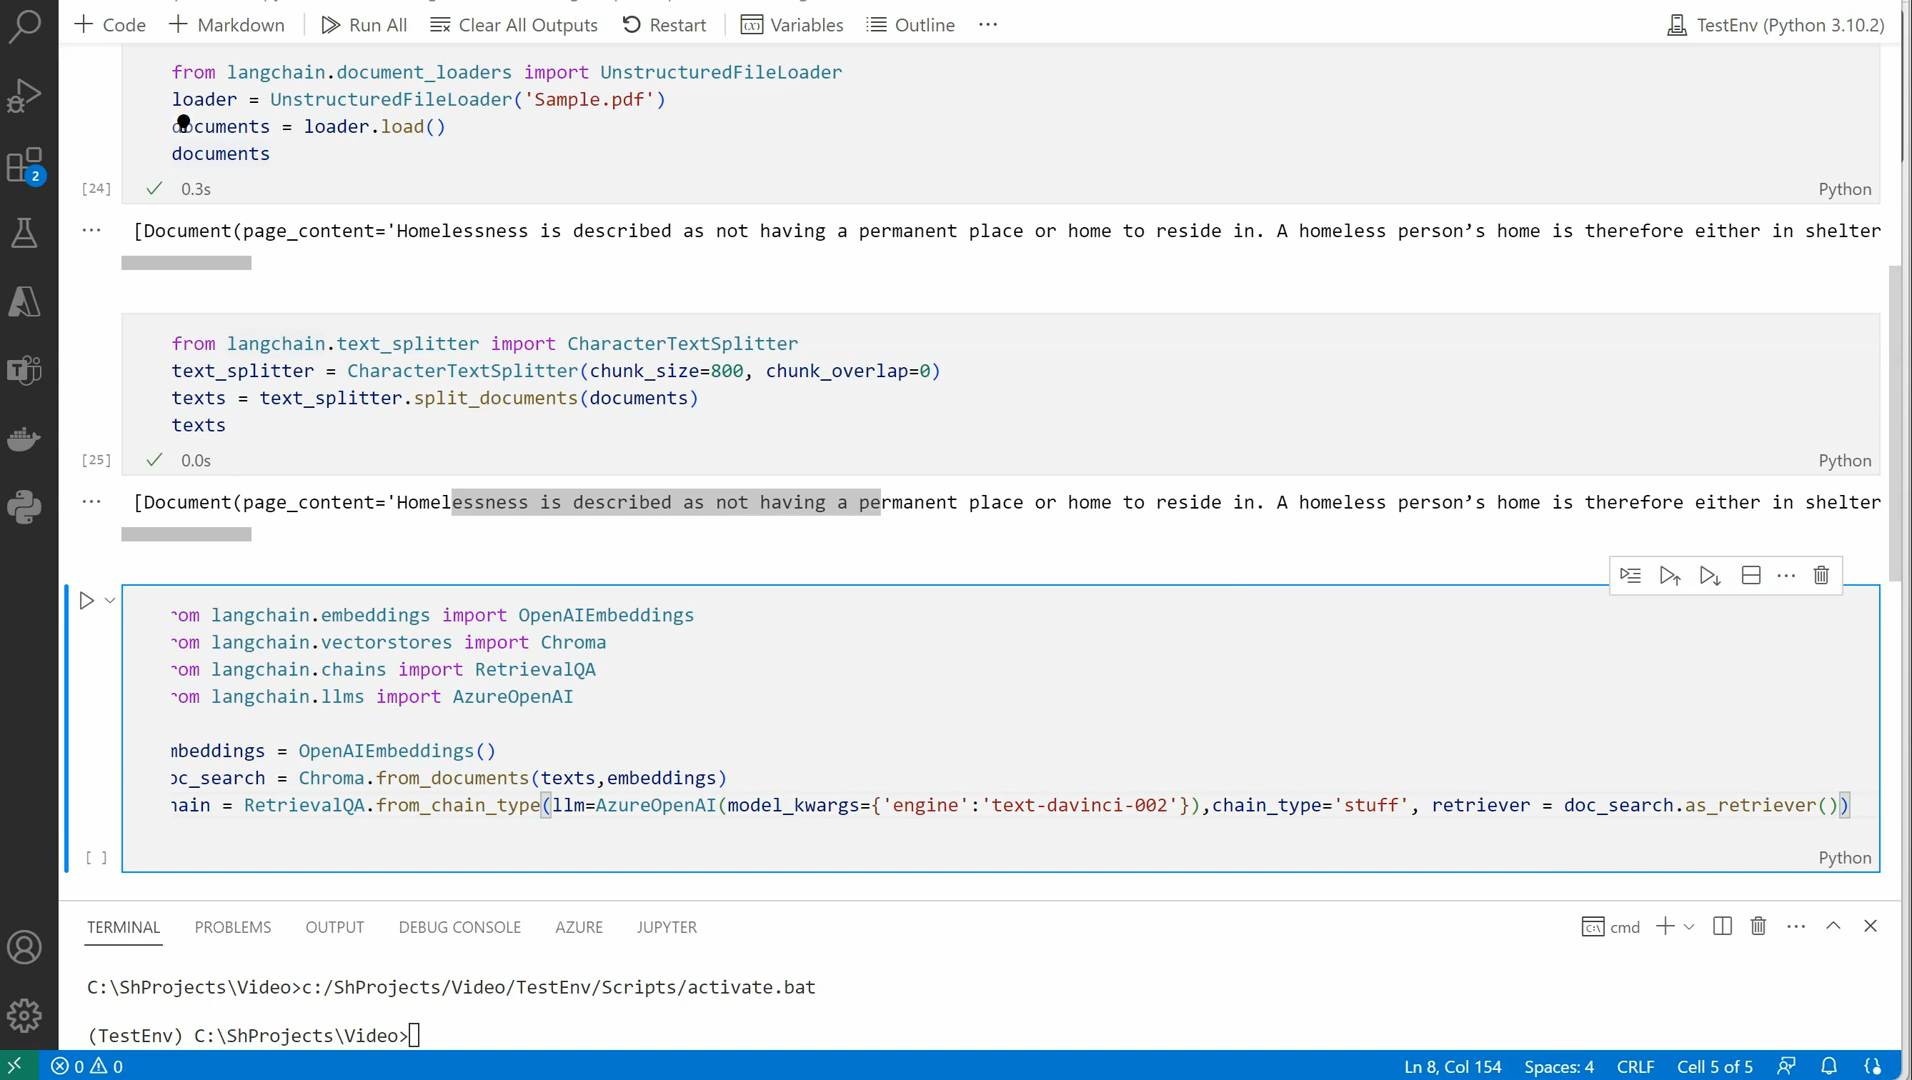 Code Markdown Run All Clear All Outputs Restart Variables Outline ... TestEnv (Python 3.10.2)
from langchain.document_loaders import UnstructuredFileLoader
loader = UnstructuredFileLoader('Sample.pdf')
documents = loader.load()
documents
[24] 0.3s Python
... [Document(page_content='Homelessness is described as not having a permanent place or home to reside in. A homeless person’s home is therefore either in shelter
from langchain.text_splitter import CharacterTextSplitter
text_splitter = CharacterTextSplitter(chunk_size=800, chunk_overlap=0)
texts = text_splitter.split_documents(documents)
texts
[25] 0.0s Python
... [Document(page_content='Homelessness is described as not having a permanent place or home to reside in. A homeless person’s home is therefore either in shelter
rom langchain.embeddings import OpenAIEmbeddings
rom langchain.vectorstores import Chroma
rom langchain.chains import RetrievalQA
rom langchain.llms import AzureOpenAI
mbeddings = OpenAIEmbeddings()
oc_search = Chroma.from_documents(texts,embeddings)
hain = RetrievalQA.from_chain_type(llm=AzureOpenAI(model_kwargs={'engine':'text-davinci-002'}),chain_type='stuff', retriever = doc_search.as_retriever())
[ ] Python
TERMINAL PROBLEMS OUTPUT DEBUG CONSOLE AZURE JUPYTER cmd
C:\ShProjects\Video>c:/ShProjects/Video/TestEnv/Scripts/activate.bat
(TestEnv) C:\ShProjects\Video>
0 0 Ln 8, Col 154 Spaces: 4 CRLF Cell 5 of 5
2